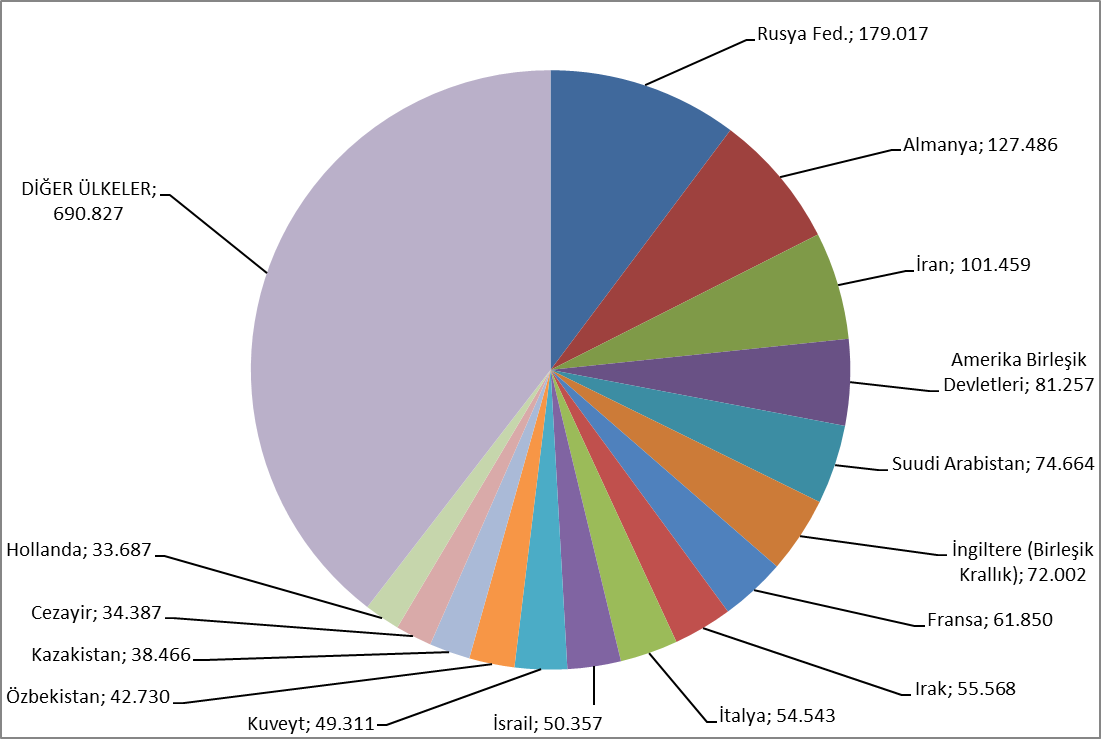 Rusya Fed.; 179.017
Almanya; 127.486
İran; 101.459
Amerika Birleşik
Devletleri; 81.257
Suudi Arabistan; 74.664
İngiltere (Birleşik
Krallık); 72.002
Fransa; 61.850
Irak; 55.568
İtalya; 54.543
İsrail; 50.357
Kuveyt; 49.311
Özbekistan; 42.730
Kazakistan; 38.466
Cezayir; 34.387
Hollanda; 33.687
DİĞER ÜLKELER;
690.827